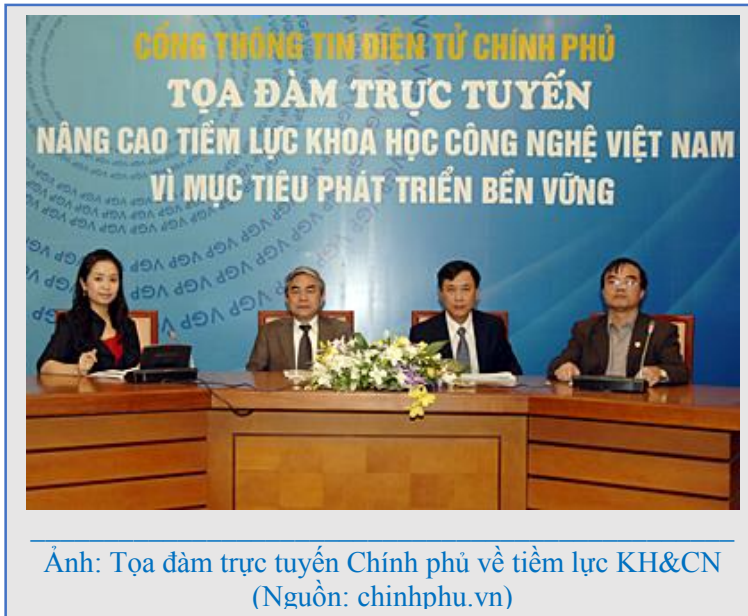 CỔNG THÔNG TIN ĐIỆN TỬ CHÍNH PHỦ
TỌA ĐÀM TRỰC TUYẾN
NÂNG CAO TIỀM LỰC KHOA HỌC CÔNG NGHỆ VIỆT NAM
VÌ MỤC TIÊU PHÁT TRIỂN BỀN VỮNG
Ảnh: Tọa đàm trực tuyến Chính phủ về tiềm lực KH&CN
(Nguồn: chinhphu.vn)